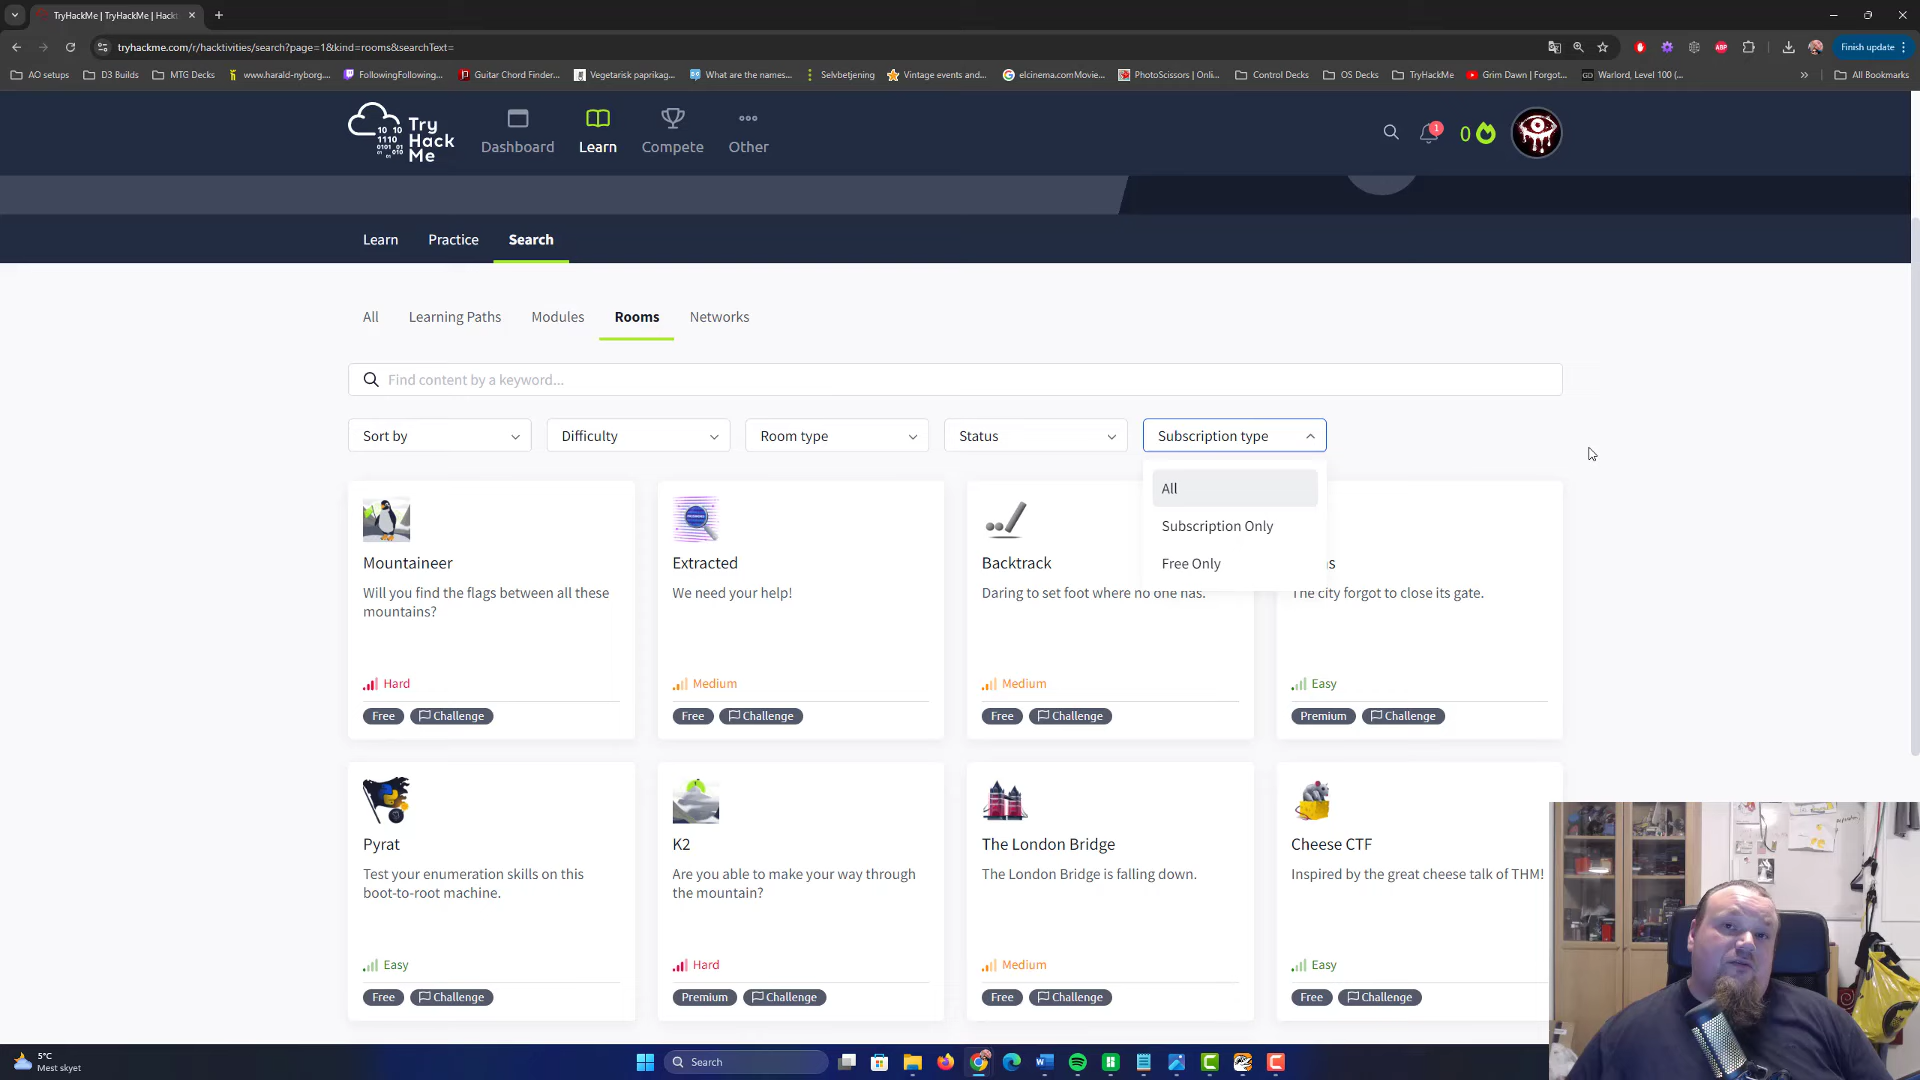 TryHackMe | TryHackMe | Hack
tryhackme.com/r/hacktivities/search?page=1&kind=rooms&searchText=
Finish update
AO setups
D3 Builds
MTG Decks
www.harald-nyborg....
FollowingFollowing...
Guitar Chord Finder...
Vegetarisk paprikag...
What are the names...
Selvbetjening
Vintage events and...
elcinema.comMovie...
PhotoScissors | Onli...
Control Decks
OS Decks
TryHackMe
Grim Dawn | Forgot...
Warlord, Level 100 (...
All Bookmarks
Try
Hack
Me
Dashboard
Learn
Compete
Other
1
0
Learn
Practice
Search
All
Learning Paths
Modules
Rooms
Networks
Find content by a keyword...
Sort by
Difficulty
Room type
Status
Subscription type
All
Subscription Only
Free Only
Mountaineer
Will you find the flags between all these
mountains?
Hard
Free
Challenge
Extracted
We need your help!
Medium
Free
Challenge
Backtrack
Daring to set foot where no one has.
Medium
Free
Challenge
The city forgot to close its gate.
Easy
Premium
Challenge
Pyrat
Test your enumeration skills on this
boot-to-root machine.
Easy
Free
Challenge
K2
Are you able to make your way through
the mountain?
Hard
Premium
Challenge
The London Bridge
The London Bridge is falling down.
Medium
Free
Challenge
Cheese CTF
Inspired by the great cheese talk of THM!
Easy
Free
Challenge
5°C
Mest skyet
Search